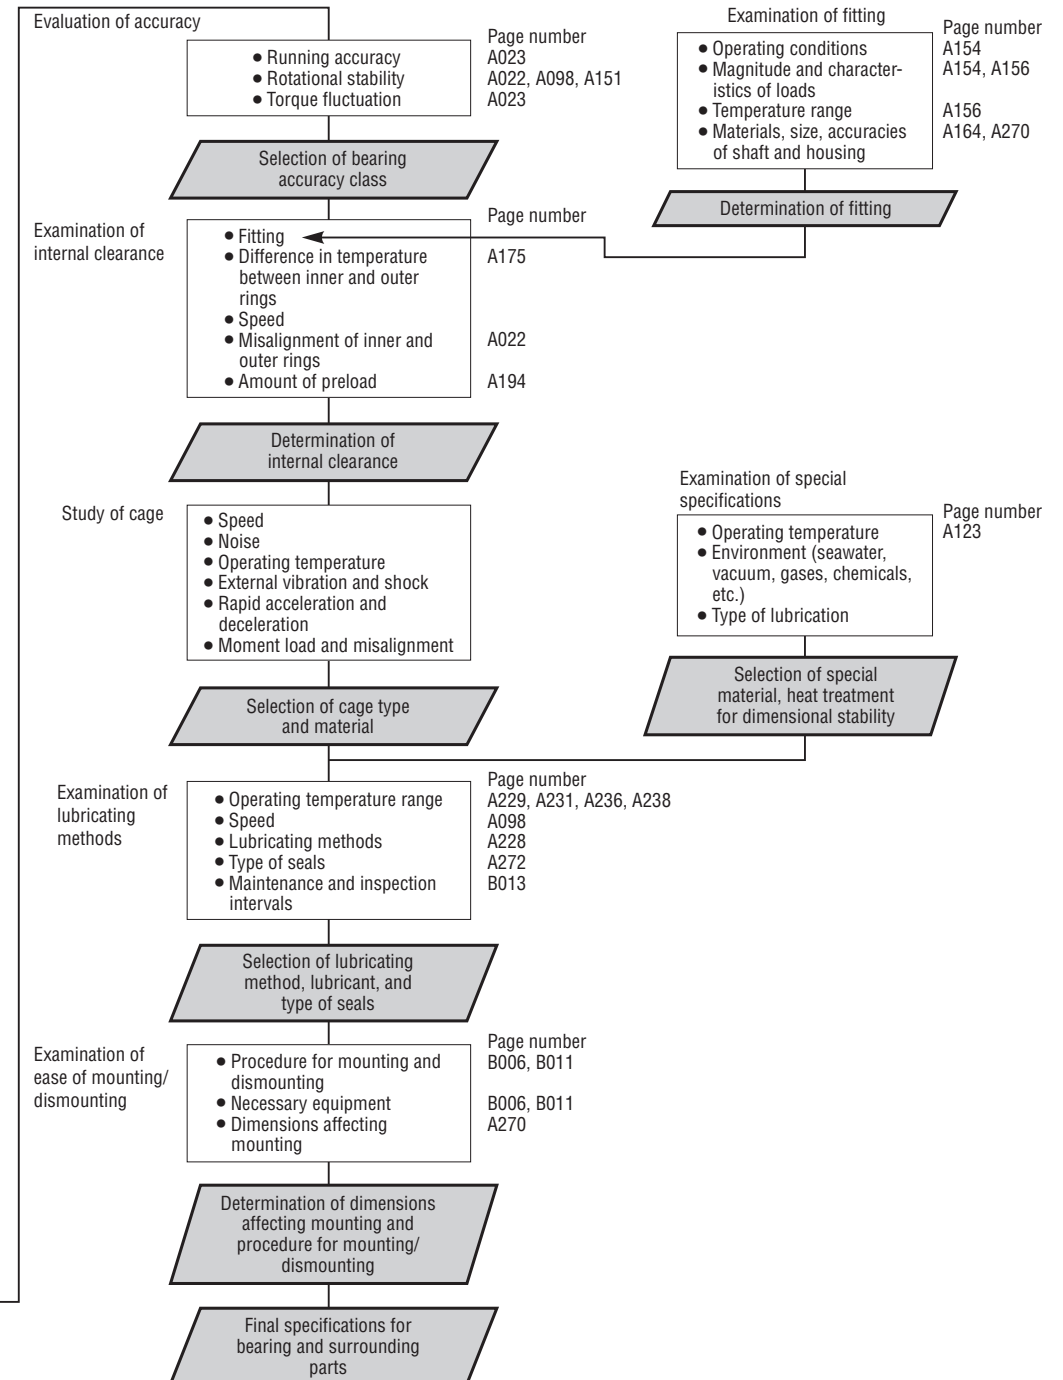 Evaluation of accuracy
Page number
● Running accuracy
A023
● Rotational stability
A022, A098, A151
● Torque fluctuation
A023
Selection of bearing
accuracy class
Examination of fitting
Page number
● Operating conditions
A154
● Magnitude and character-
istics of loads
A154, A156
● Temperature range
A156
● Materials, size, accuracies
of shaft and housing
A164, A270
Determination of fitting
Examination of
internal clearance
Page number
● Fitting
● Difference in temperature
between inner and outer
rings
A175
● Speed
● Misalignment of inner and
outer rings
A022
● Amount of preload
A194
Determination of
internal clearance
Study of cage
● Speed
● Noise
● Operating temperature
● External vibration and shock
● Rapid acceleration and
deceleration
● Moment load and misalignment
Selection of cage type
and material
Examination of special
specifications
Page number
● Operating temperature
A123
● Environment (seawater,
vacuum, gases, chemicals,
etc.)
● Type of lubrication
Selection of special
material, heat treatment
for dimensional stability
Examination of
lubricating
methods
Page number
● Operating temperature range
A229, A231, A236, A238
● Speed
A098
● Lubricating methods
A228
● Type of seals
A272
● Maintenance and inspection
intervals
B013
Selection of lubricating
method, lubricant, and
type of seals
Examination of
ease of mounting/
dismounting
Page number
● Procedure for mounting and
dismounting
B006, B011
● Necessary equipment
B006, B011
● Dimensions affecting
mounting
A270
Determination of dimensions
affecting mounting and
procedure for mounting/
dismounting
Final specifications for
bearing and surrounding
parts